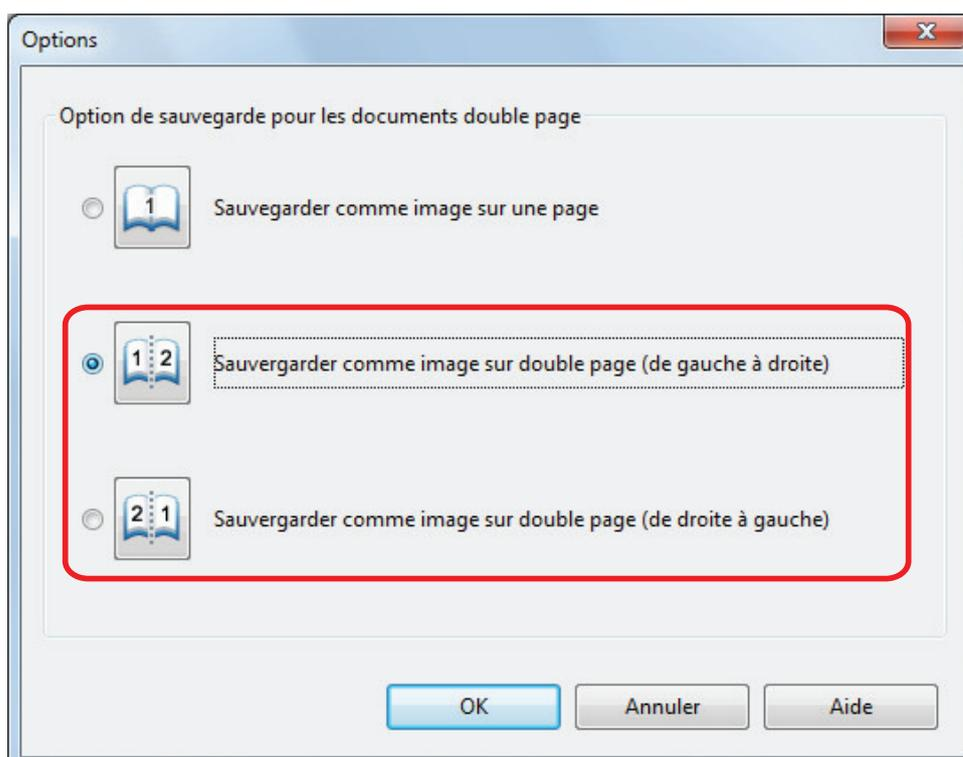 Options
x
Option de sauvegarde pour les documents double page
1
Sauvegarder comme image sur une page
1 2
Sauvergarder comme image sur double page (de gauche à droite)
2 1
Sauvergarder comme image sur double page (de droite à gauche)
OK Annuler Aide